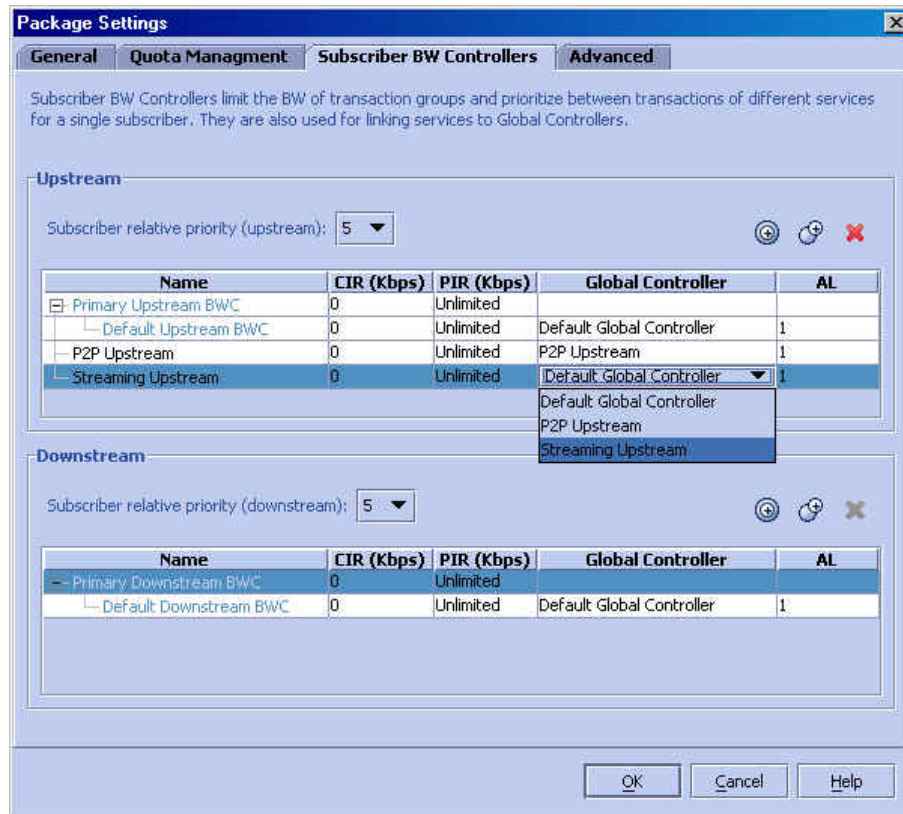 Package Settings
General Quota Managment Subscriber BW Controllers Advanced
Subscriber BW Controllers limit the BW of transaction groups and prioritize between transactions of different services
for a single subscriber. They are also used for linking services to Global Controllers.
Upstream
Subscriber relative priority (upstream): 5
Name CIR (Kbps) PIR (Kbps) Global Controller AL
Primary Upstream BWC 0 Unlimited
Default Upstream BWC 0 Unlimited Default Global Controller 1
P2P Upstream 0 Unlimited P2P Upstream 1
Streaming Upstream 0 Unlimited Default Global Controller 1
Default Global Controller
P2P Upstream
Streaming Upstream
Downstream
Subscriber relative priority (downstream): 5
Name CIR (Kbps) PIR (Kbps) Global Controller AL
Primary Downstream BWC 0 Unlimited
Default Downstream BWC 0 Unlimited Default Global Controller 1
OK Cancel Help